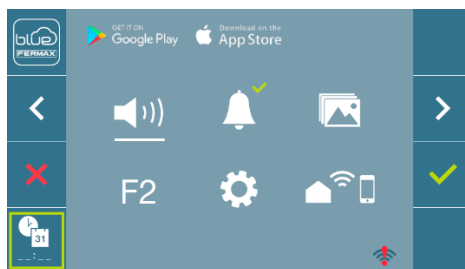 blue
FERMAX
GET IT ON
Google Play
Download on the
App Store
F2
31
--:--